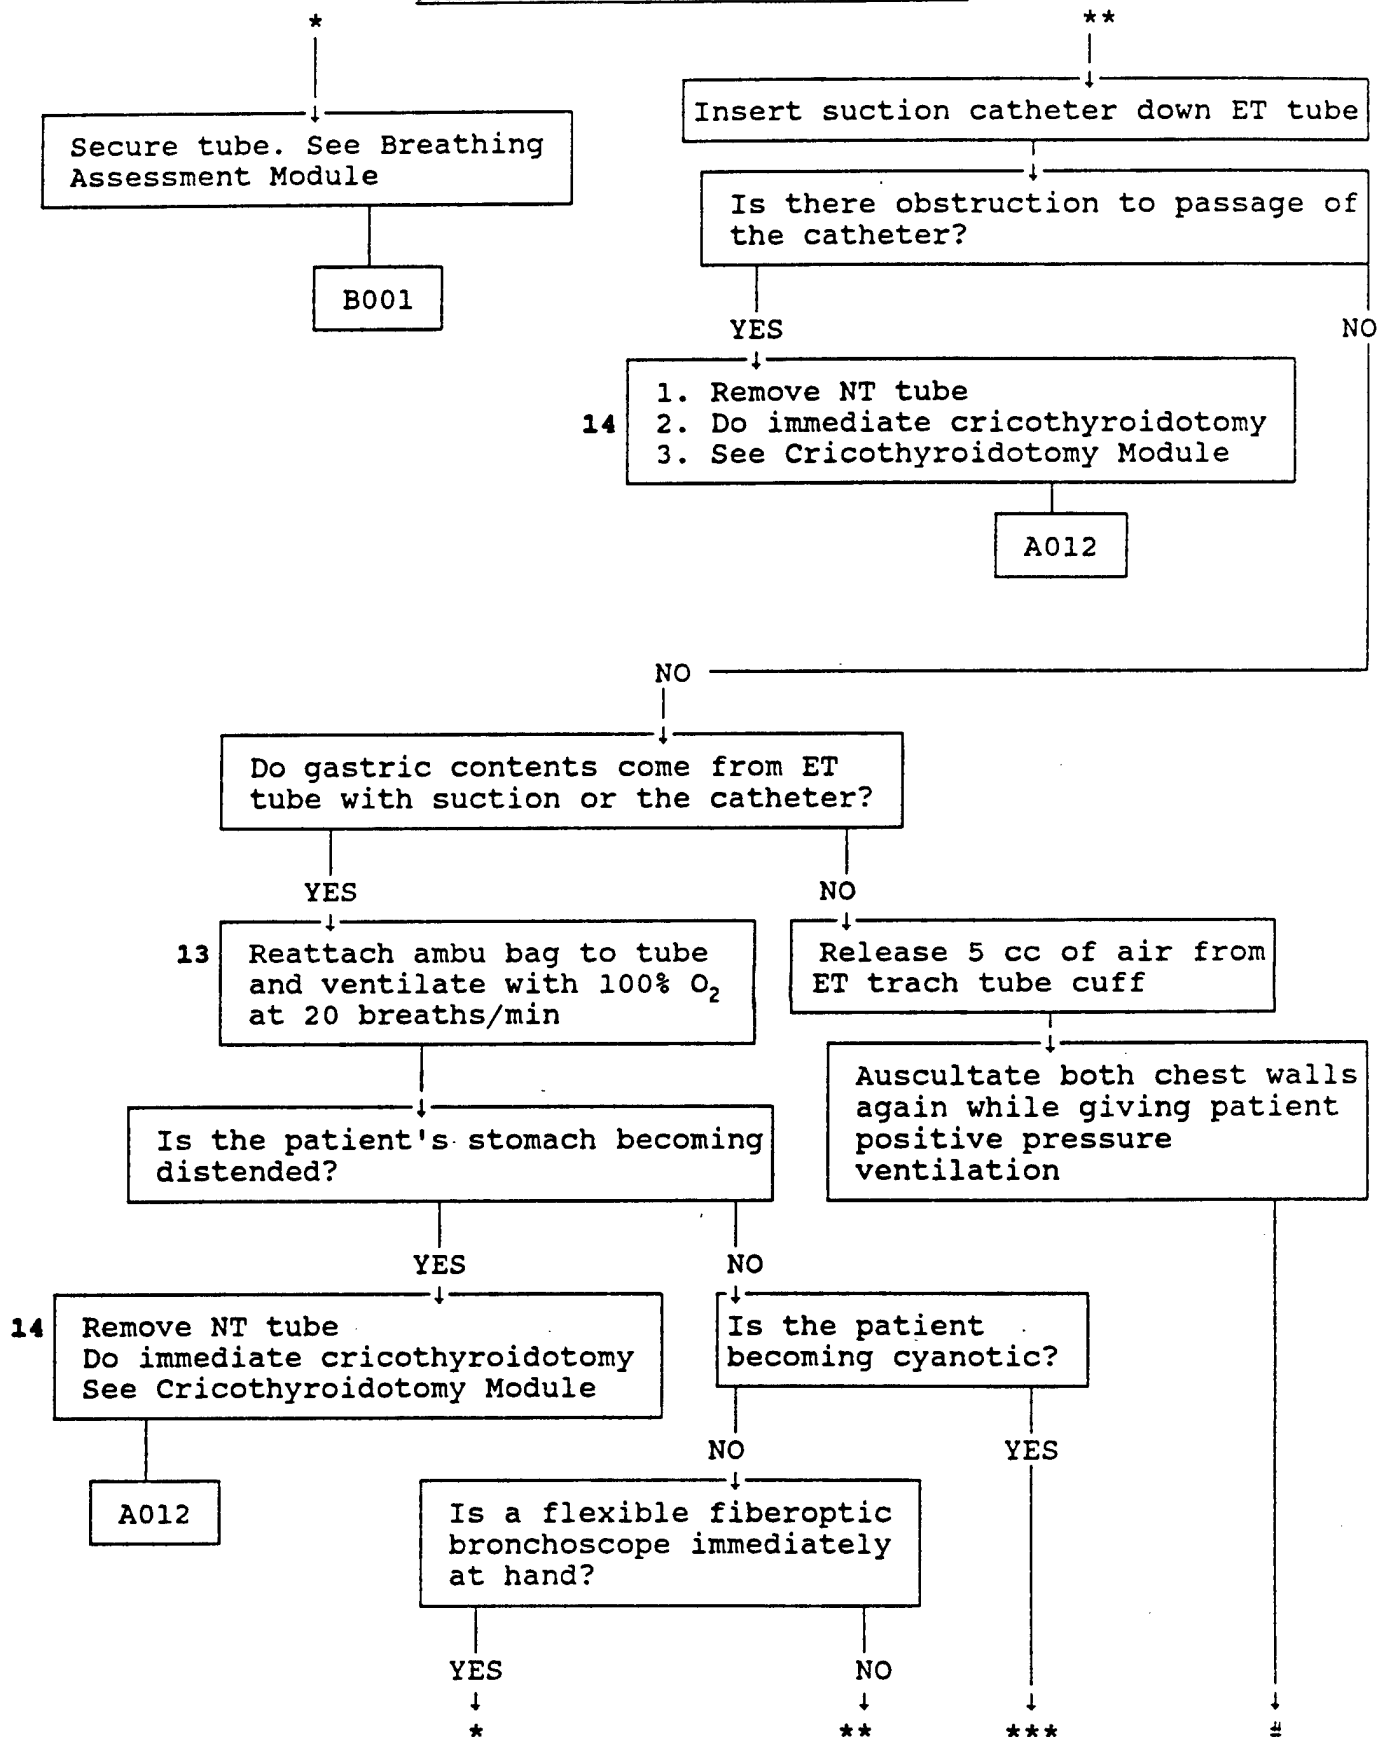 *
**
Insert suction catheter down ET tube
Secure tube. See Breathing
Assessment Module
Is there obstruction to passage of
the catheter?
B001
YES
NO
14
1. Remove NT tube
2. Do immediate cricothyroidotomy
3. See Cricothyroidotomy Module
A012
NO
Do gastric contents come from ET
tube with suction or the catheter?
YES
NO
13
Reattach ambu bag to tube
and ventilate with 100% O₂
at 20 breaths/min
Release 5 cc of air from
ET trach tube cuff
Auscultate both chest walls
again while giving patient
positive pressure
ventilation
Is the patient's stomach becoming
distended?
YES
NO
14
Remove NT tube
Do immediate cricothyroidotomy
See Cricothyroidotomy Module
Is the patient
becoming cyanotic?
A012
NO
YES
Is a flexible fiberoptic
bronchoscope immediately
at hand?
YES
NO
*
**
***
#